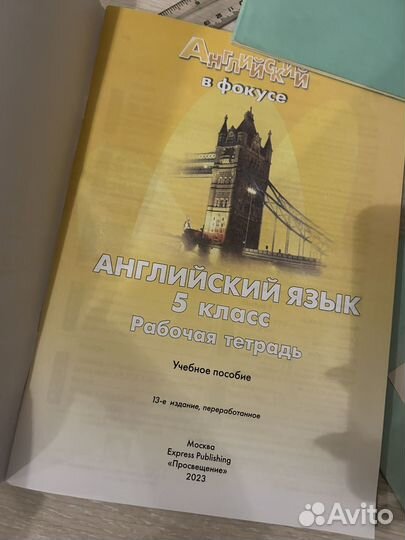 Английский
в фокусе
АНГЛИЙСКИЙ ЯЗЫК
5 класс
Рабочая тетрадь
Учебное пособие
13-е издание, переработанное
Москва
Express Publishing
«Просвещение»
2023
Avito